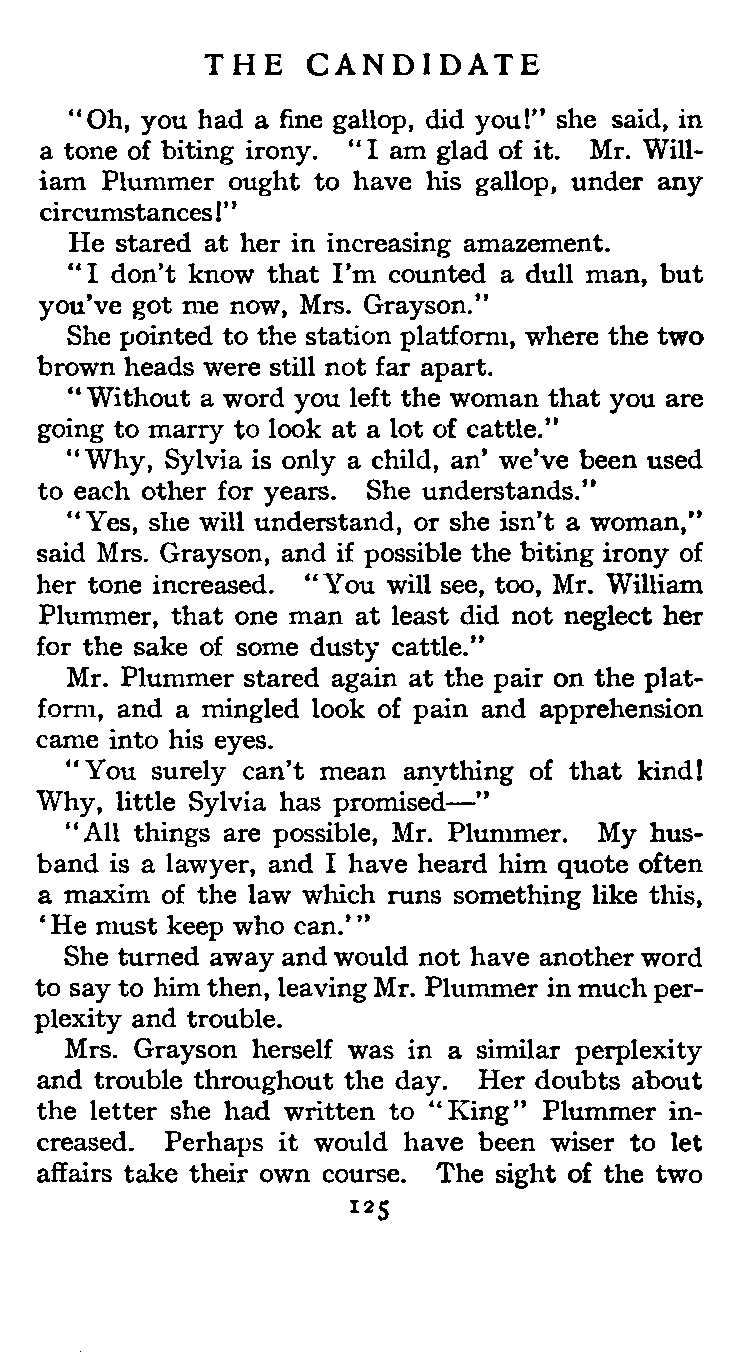 THE CANDIDATE
"Oh, you had a fine gallop, did you!" she said, in
a tone of biting irony. "I am glad of it. Mr. Will-
iam Plummer ought to have his gallop, under any
circumstances!"
He stared at her in increasing amazement.
"I don't know that I'm counted a dull man, but
you've got me now, Mrs. Grayson."
She pointed to the station platform, where the two
brown heads were still not far apart.
"Without a word you left the woman that you are
going to marry to look at a lot of cattle."
"Why, Sylvia is only a child, an' we've been used
to each other for years. She understands."
"Yes, she will understand, or she isn't a woman,"
said Mrs. Grayson, and if possible the biting irony of
her tone increased. "You will see, too, Mr. William
Plummer, that one man at least did not neglect her
for the sake of some dusty cattle."
Mr. Plummer stared again at the pair on the plat-
form, and a mingled look of pain and apprehension
came into his eyes.
"You surely can't mean anything of that kind!
Why, little Sylvia has promised—"
"All things are possible, Mr. Plummer. My hus-
band is a lawyer, and I have heard him quote often
a maxim of the law which runs something like this,
'He must keep who can.'"
She turned away and would not have another word
to say to him then, leaving Mr. Plummer in much per-
plexity and trouble.
Mrs. Grayson herself was in a similar perplexity
and trouble throughout the day. Her doubts about
the letter she had written to "King" Plummer in-
creased. Perhaps it would have been wiser to let
affairs take their own course. The sight of the two
125